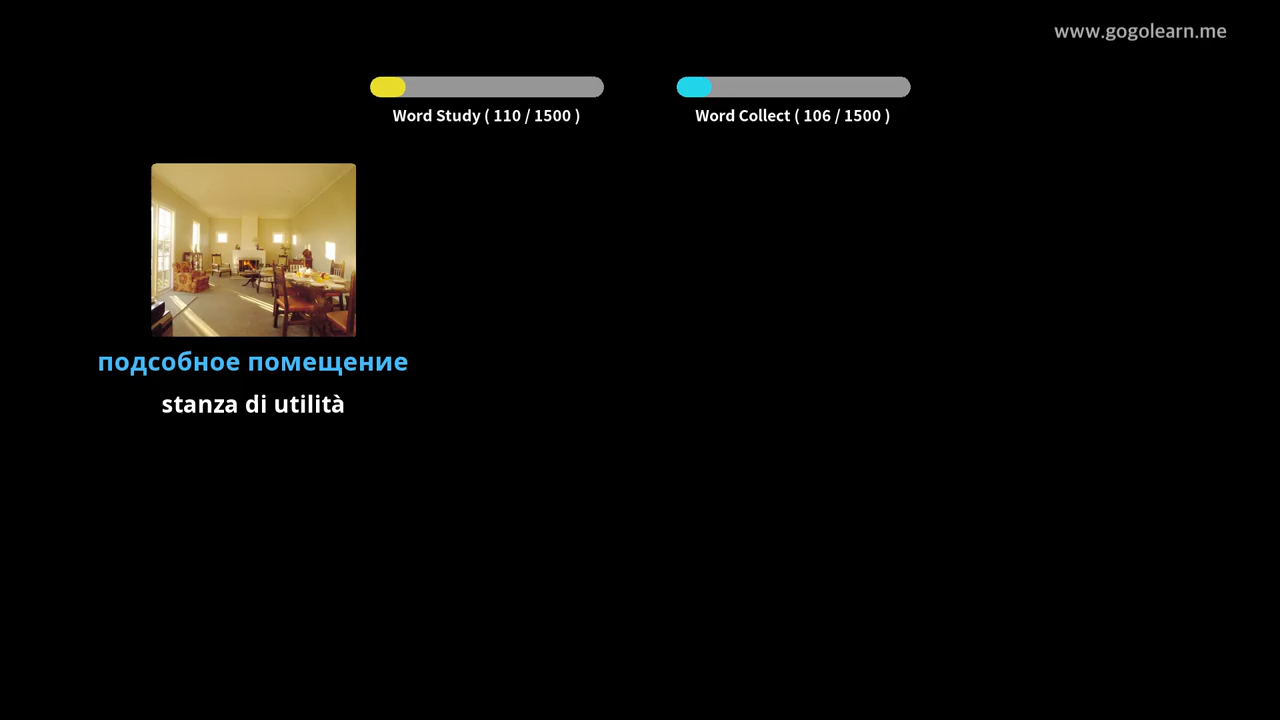 www.gogolearn.me
Word Study ( 110 / 1500 )
Word Collect ( 106 / 1500 )
подсобное помещение
stanza di utilità